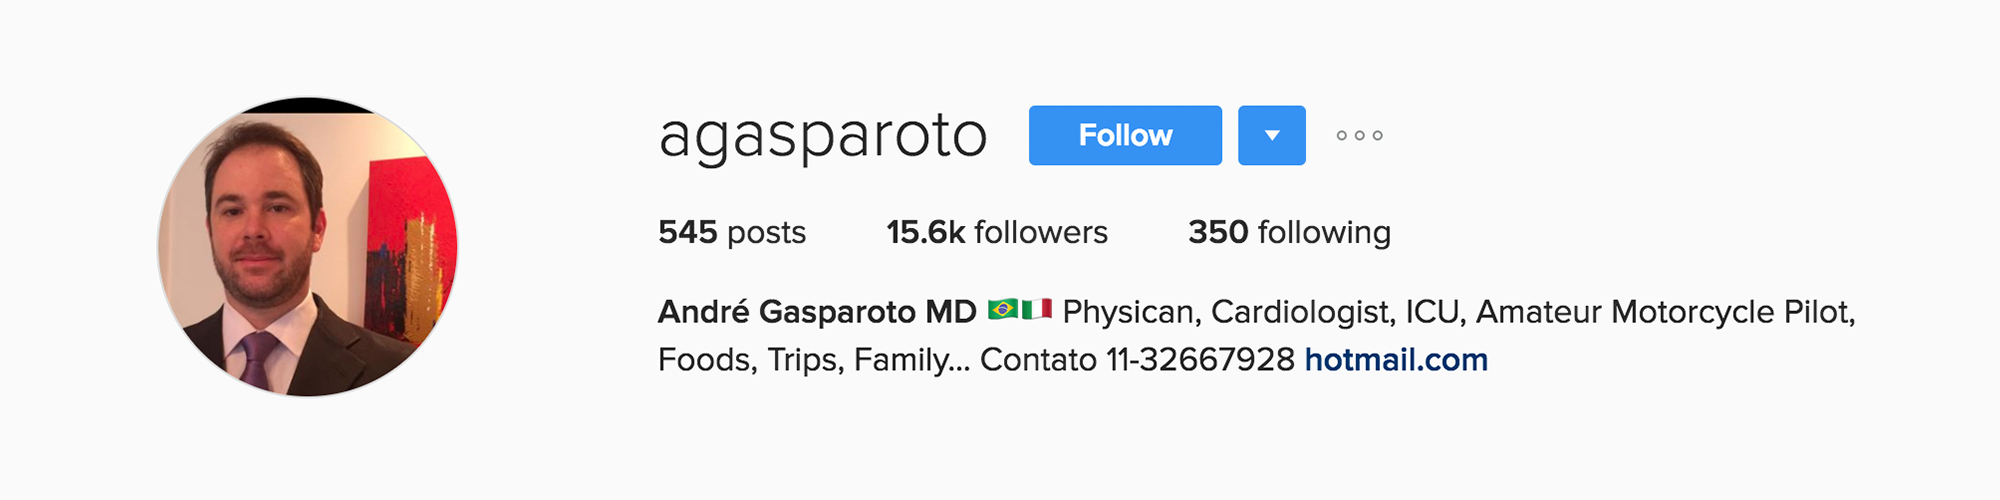 agasparoto Follow
545 posts 15.6k followers 350 following
André Gasparoto MD 🇧🇷🇮🇹 Physican, Cardiologist, ICU, Amateur Motorcycle Pilot,
Foods, Trips, Family... Contato 11-32667928 hotmail.com